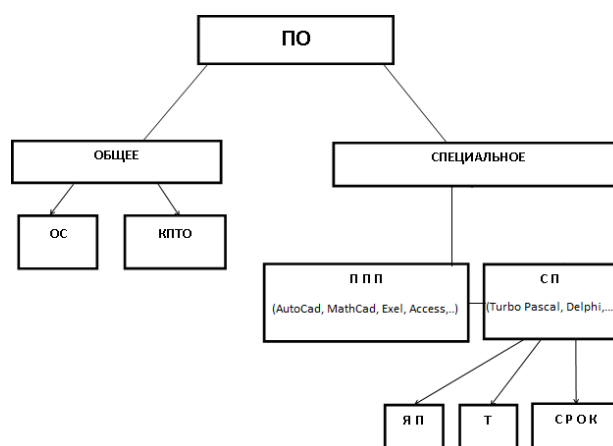 ПО
ОБЩЕЕ
СПЕЦИАЛЬНОЕ
ОС
КПТО
П П П
(AutoCad, MathCad, Exel, Access,..)
С П
(Turbo Pascal, Delphi,...
Я П
Т
С Р О К